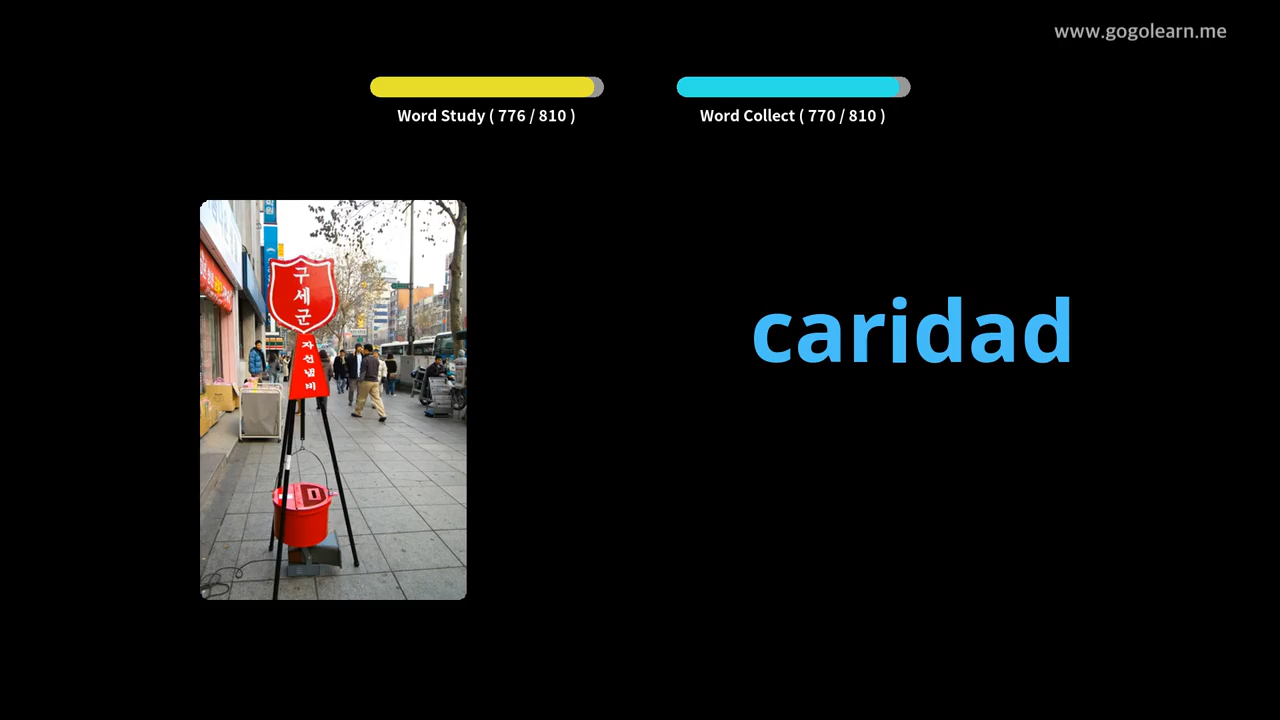 www.gogolearn.me
Word Study ( 776 / 810 )
Word Collect ( 770 / 810 )
구
세
군
자
선
냄
비
caridad